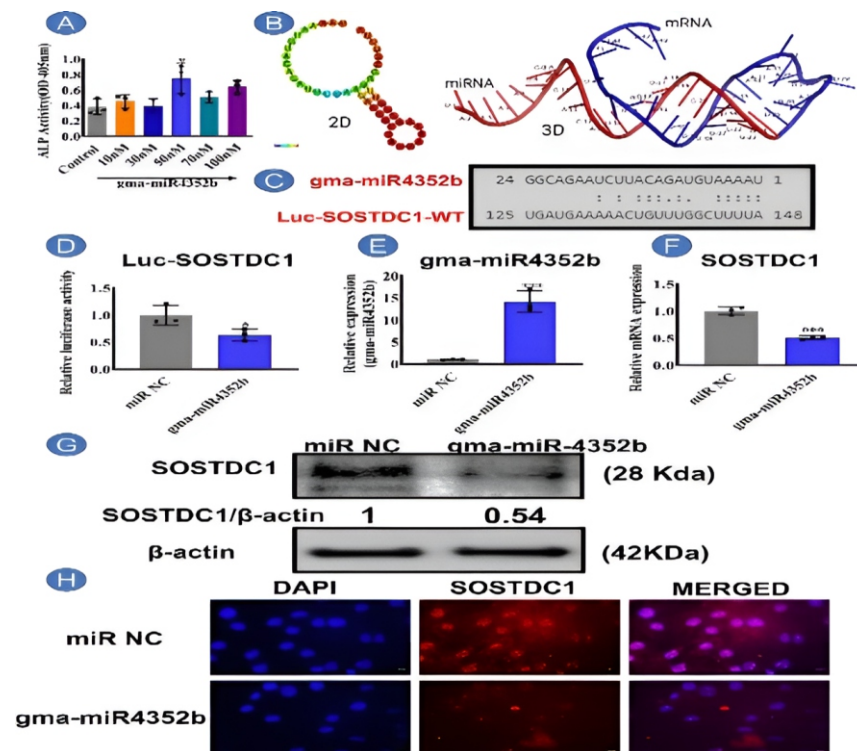 A
ALP Activity(OD 405nm)
1.0
0.8
0.6
0.4
0.2
0.0
Control
10nM
30nM
50nM
70nM
100nM
gma-miR4352b
B
2D
miRNA
mRNA
3D
C
gma-miR4352b
24 GGCAGAAUCUUACAGAUGUAAAAU 1
Luc-SOSTDC1-WT
125 UGAUGAAAAACUGUUUGGCUUUUA 148
D
Luc-SOSTDC1
Relative luciferase activity
1.5
1.0
0.5
0.0
miR NC
gma-miR4352b
E
gma-miR4352b
Relative expression
(gma-miR4352b)
20
15
10
5
0
miR NC
gma-miR4352b
F
SOSTDC1
Relative mRNA expression
1.5
1.0
0.5
0.0
miR NC
gma-miR4352b
G
miR NC
gma-miR-4352b
SOSTDC1
(28 Kda)
SOSTDC1/β-actin
1
0.54
β-actin
(42KDa)
H
DAPI
SOSTDC1
MERGED
miR NC
gma-miR4352b